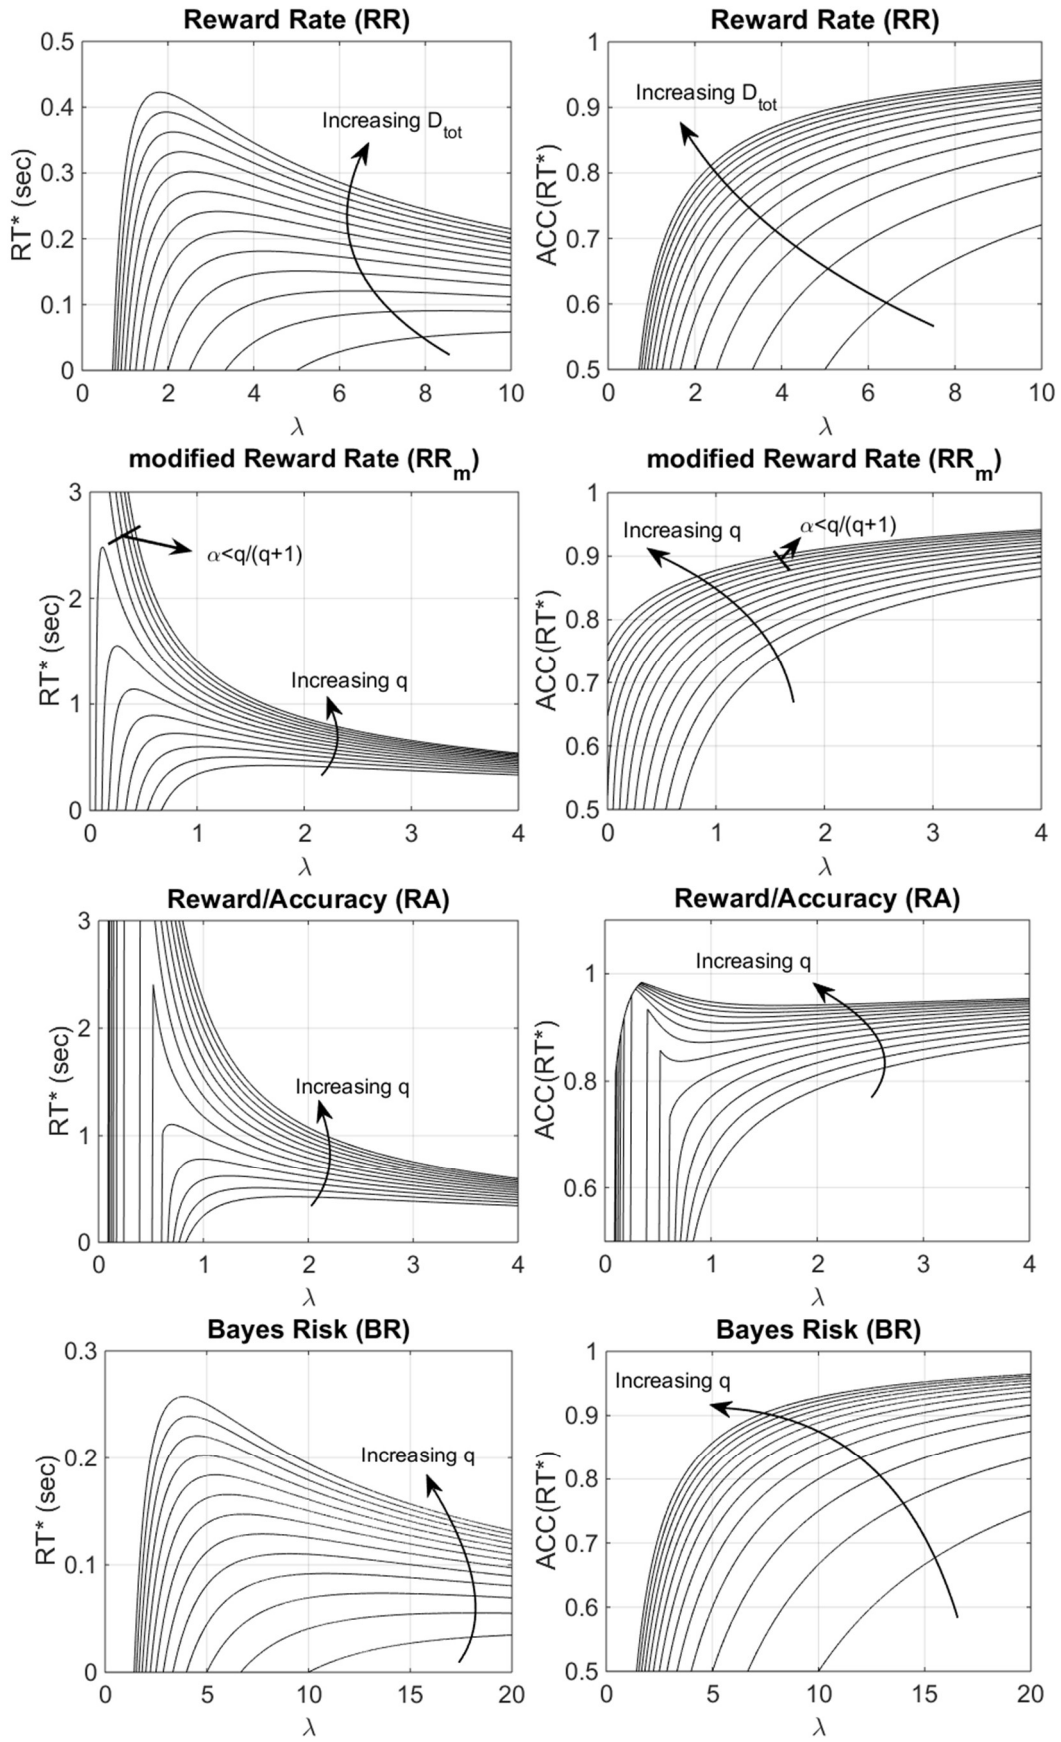 Reward Rate (RR)
0.5
0.4
0.3
0.2
0.1
0
RT* (sec)
Increasing D_tot
0 2 4 6 8 10
λ
Reward Rate (RR)
1
0.9
0.8
0.7
0.6
0.5
ACC(RT*)
Increasing D_tot
0 2 4 6 8 10
λ
modified Reward Rate (RR_m)
3
2
1
0
RT* (sec)
α<q/(q+1)
Increasing q
0 1 2 3 4
λ
modified Reward Rate (RR_m)
1
0.9
0.8
0.7
0.6
0.5
ACC(RT*)
Increasing q
α<q/(q+1)
0 1 2 3 4
λ
Reward/Accuracy (RA)
3
2
1
0
RT* (sec)
Increasing q
0 1 2 3 4
λ
Reward/Accuracy (RA)
1
0.8
0.6
ACC(RT*)
Increasing q
0 1 2 3 4
λ
Bayes Risk (BR)
0.3
0.2
0.1
0
RT* (sec)
Increasing q
0 5 10 15 20
λ
Bayes Risk (BR)
1
0.9
0.8
0.7
0.6
0.5
ACC(RT*)
Increasing q
0 5 10 15 20
λ